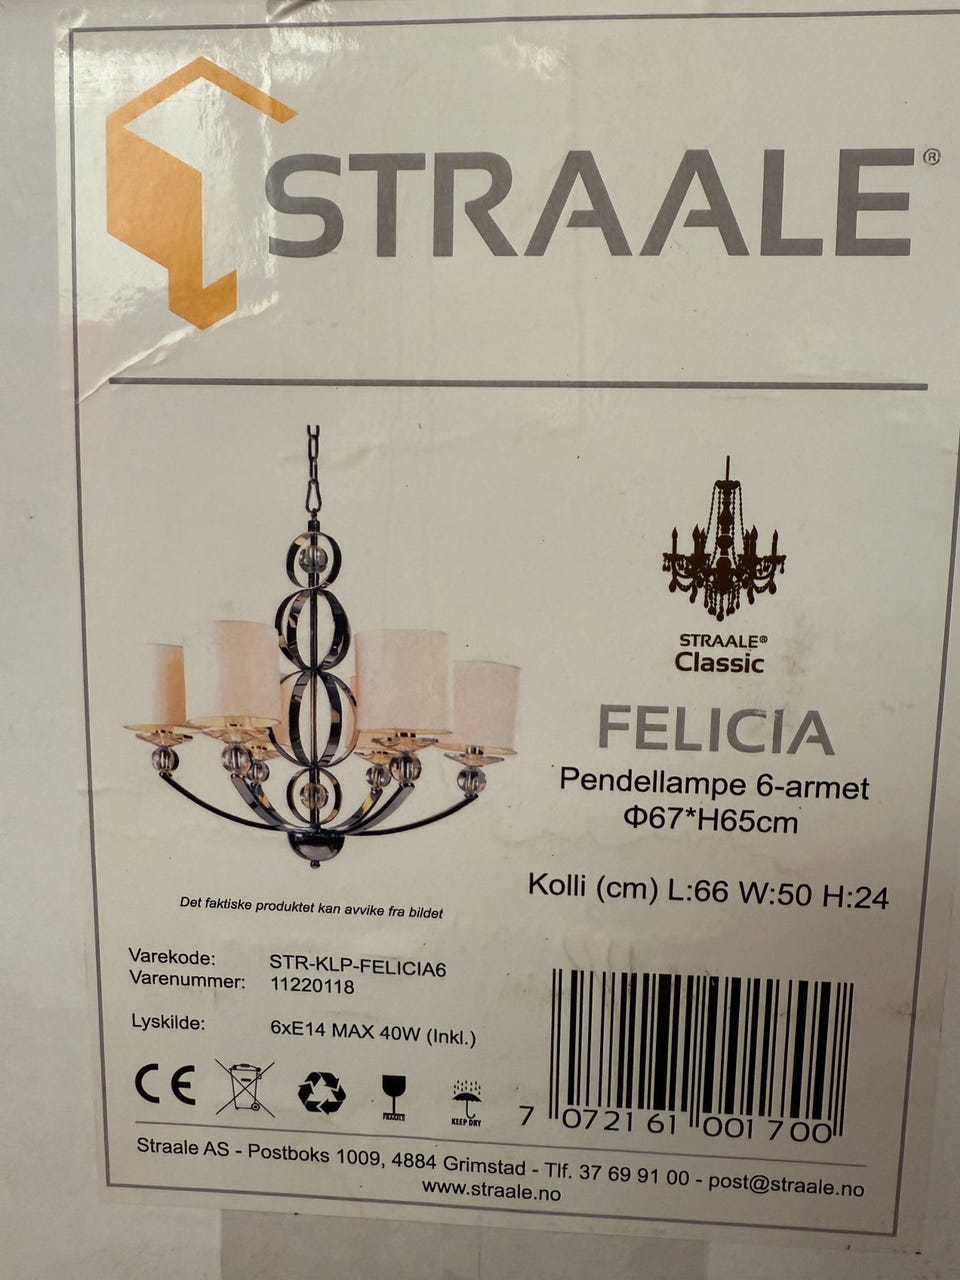 STRAALE®
STRAALE®
Classic
FELICIA
Pendellampe 6-armet
Φ67*H65cm
Kolli (cm) L:66 W:50 H:24
Det faktiske produktet kan avvike fra bildet
Varekode: STR-KLP-FELICIA6
Varenummer: 11220118
Lyskilde: 6xE14 MAX 40W (Inkl.)
CE
FRAGILE
KEEP DRY
7 072161 001700
Straale AS - Postboks 1009, 4884 Grimstad - Tlf. 37 69 91 00 - post@straale.no
www.straale.no